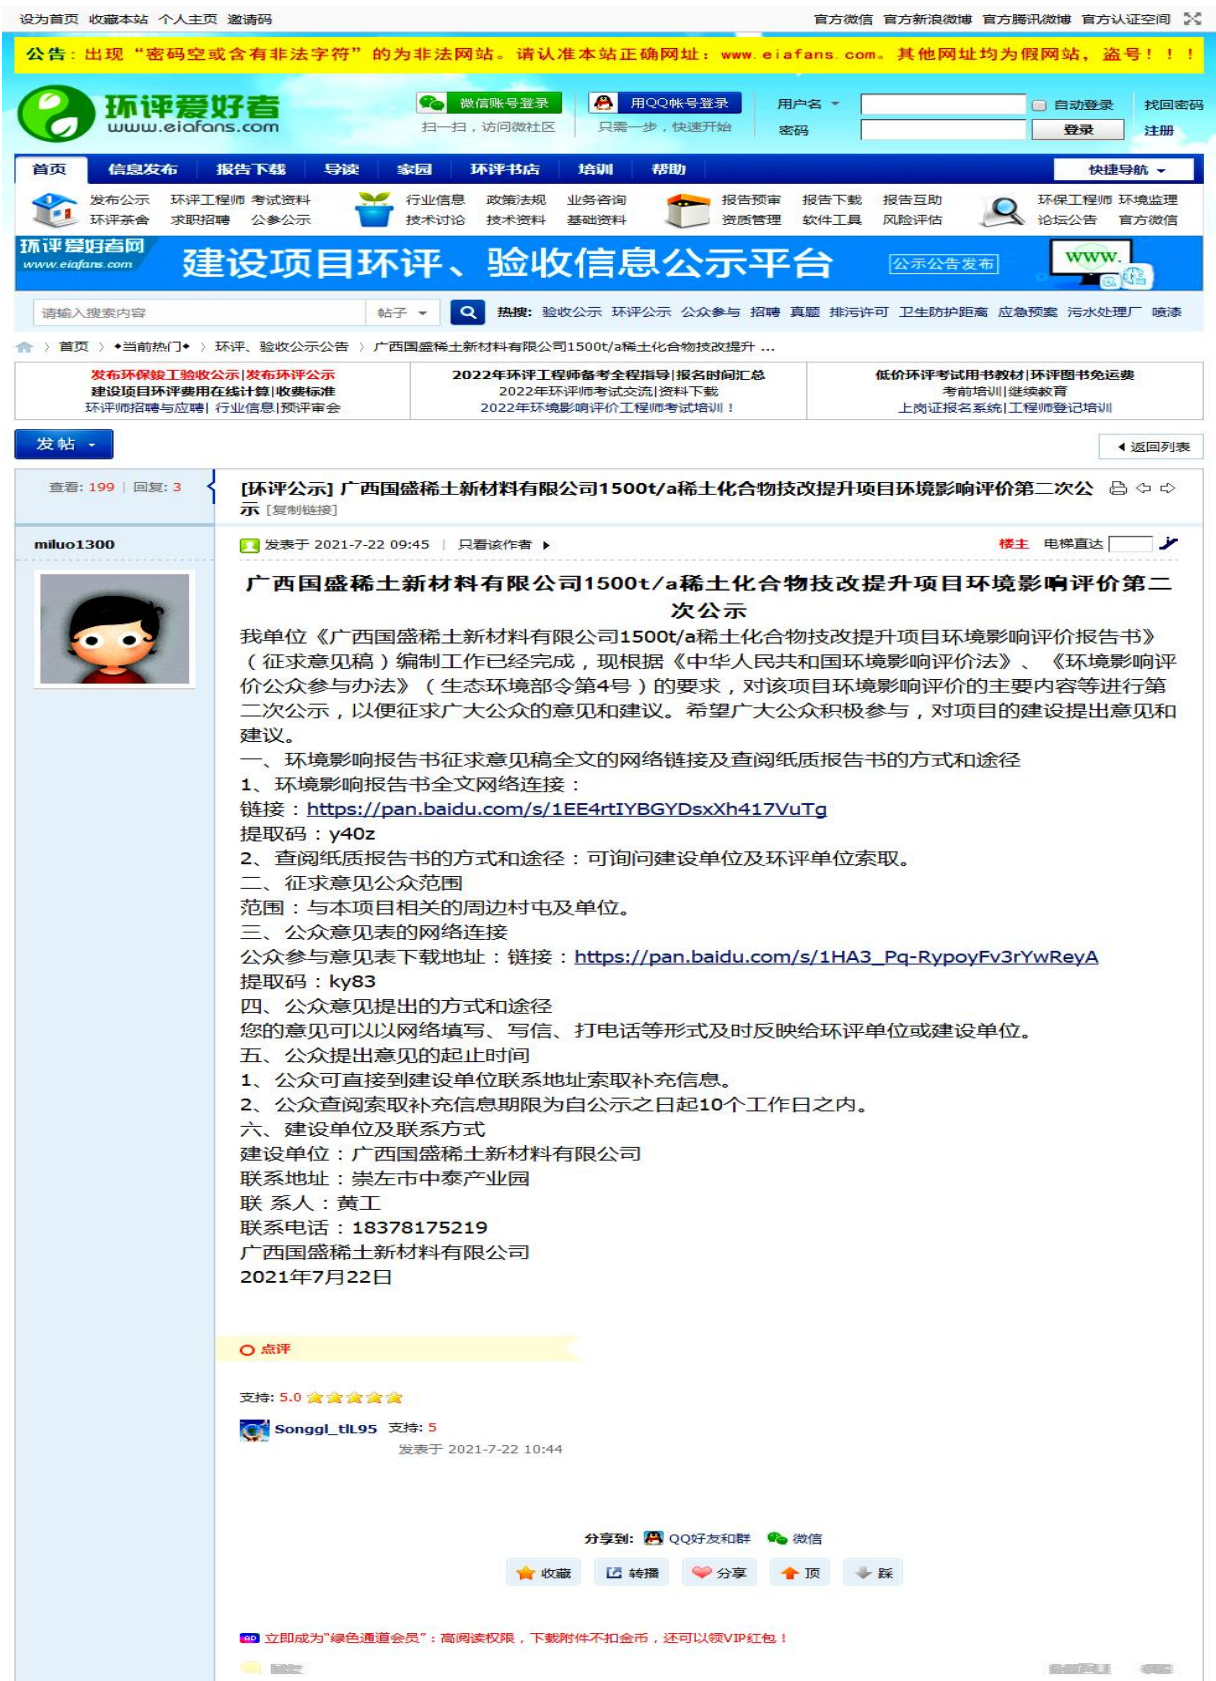 设为首页 收藏本站 个人主页 邀请码 官方微信 官方新浪微博 官方腾讯微博 官方认证空间
公告：出现“密码空或含有非法字符”的为非法网站。请认准本站正确网址：www.eiafans.com。其他网址均为假网站，盗号！！！
环评爱好者 微信账号登录 用QQ帐号登录 用户名 自动登录 找回密码
www.eiafans.com 扫一扫，访问微社区 只需一步，快速开始 密码 登录 注册
首页 信息发布 报告下载 导读 家园 环评书店 培训 帮助 快捷导航
发布公示 环评工程师 考试资料 行业信息 政策法规 业务咨询 报告预审 报告下载 报告互助 环保工程师 环境监理
环评茶舍 求职招聘 公参公示 技术讨论 技术资料 基础资料 资质管理 软件工具 风险评估 论坛公告 官方微信
环评爱好者网
www.eiafans.com 建设项目环评、验收信息公示平台 公示公告发布 WWW.
请输入搜索内容 帖子 热搜: 验收公示 环评公示 公众参与 招聘 真题 排污许可 卫生防护距离 应急预案 污水处理厂 喷漆
首页 〉 ◆当前热门◆ 〉 环评、验收公示公告 〉 广西国盛稀土新材料有限公司1500t/a稀土化合物技改提升 ...
发布环保竣工验收公示|发布环评公示 2022年环评工程师备考全程指导|报名时间汇总 低价环评考试用书教材|环评图书免运费
建设项目环评费用在线计算|收费标准 2022年环评师考试交流|资料下载 考前培训|继续教育
环评师招聘与应聘| 行业信息|预评审会 2022年环境影响评价工程师考试培训！ 上岗证报名系统|工程师登记培训
发帖 返回列表
查看: 199 | 回复: 3 [环评公示] 广西国盛稀土新材料有限公司1500t/a稀土化合物技改提升项目环境影响评价第二次公
示 [复制链接]
miluo1300 发表于 2021-7-22 09:45 | 只看该作者 楼主 电梯直达
广西国盛稀土新材料有限公司1500t/a稀土化合物技改提升项目环境影响评价第二
次公示
我单位《广西国盛稀土新材料有限公司1500t/a稀土化合物技改提升项目环境影响评价报告书》
（征求意见稿）编制工作已经完成，现根据《中华人民共和国环境影响评价法》、《环境影响评
价公众参与办法》（生态环境部令第4号）的要求，对该项目环境影响评价的主要内容等进行第
二次公示，以便征求广大公众的意见和建议。希望广大公众积极参与，对项目的建设提出意见和
建议。
一、环境影响报告书征求意见稿全文的网络链接及查阅纸质报告书的方式和途径
1、环境影响报告书全文网络连接：
链接：https://pan.baidu.com/s/1EE4rtIYBGYDsxXh417VuTg
提取码：y40z
2、查阅纸质报告书的方式和途径：可询问建设单位及环评单位索取。
二、征求意见公众范围
范围：与本项目相关的周边村屯及单位。
三、公众意见表的网络连接
公众参与意见表下载地址：链接：https://pan.baidu.com/s/1HA3_Pq-RypoyFv3rYwReyA
提取码：ky83
四、公众意见提出的方式和途径
您的意见可以以网络填写、写信、打电话等形式及时反映给环评单位或建设单位。
五、公众提出意见的起止时间
1、公众可直接到建设单位联系地址索取补充信息。
2、公众查阅索取补充信息期限为自公示之日起10个工作日之内。
六、建设单位及联系方式
建设单位：广西国盛稀土新材料有限公司
联系地址：崇左市中泰产业园
联 系人：黄工
联系电话：18378175219
广西国盛稀土新材料有限公司
2021年7月22日
点评
支持: 5.0
Songgl_tlL95 支持: 5
发表于 2021-7-22 10:44
分享到: QQ好友和群 微信
收藏 转播 分享 顶 踩
AD 立即成为“绿色通道会员”：高阅读权限，下载附件不扣金币，还可以领VIP红包！